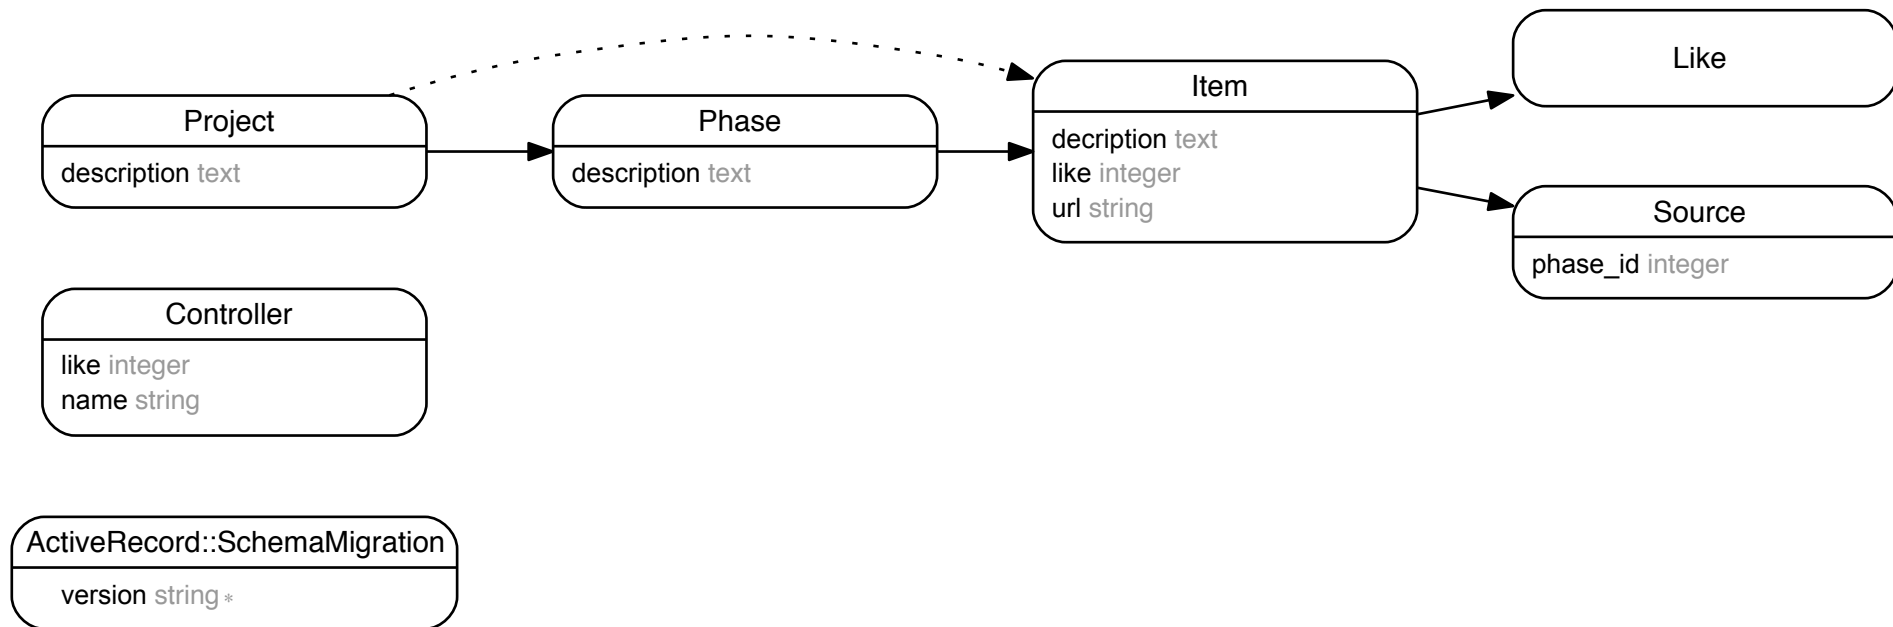 Project
description text
Phase
description text
Item
decription text
like integer
url string
Like
Source
phase_id integer
Controller
like integer
name string
ActiveRecord::SchemaMigration
version string *